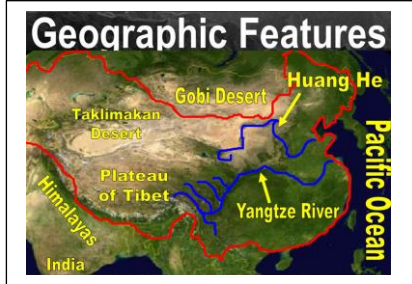 Geographic Features
Gobi Desert
Huang He
Taklimakan
Desert
Plateau
of Tibet
Himalayas
Yangtze River
Pacific Ocean
India